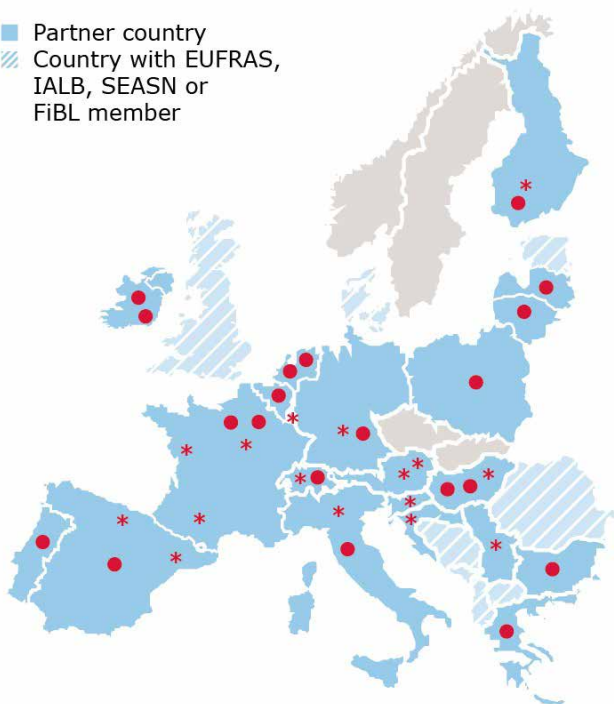 Partner country
Country with EUFRAS,
IALB, SEASN or
FiBL member